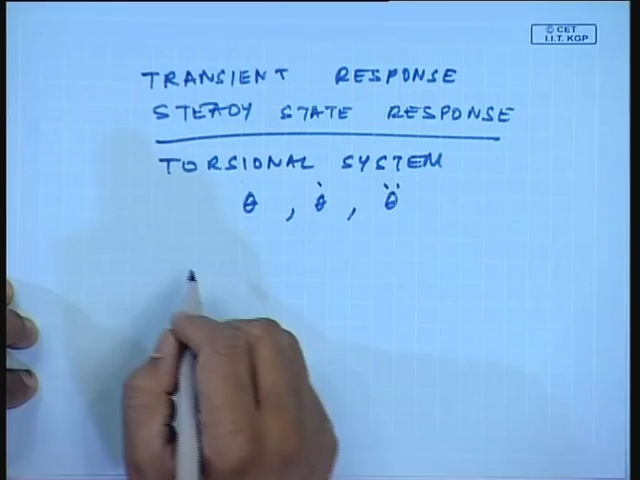 © CET
I.I.T. KGP
TRANSIENT RESPONSE
STEADY STATE RESPONSE
TORSIONAL SYSTEM
θ , θ̇ , θ̈